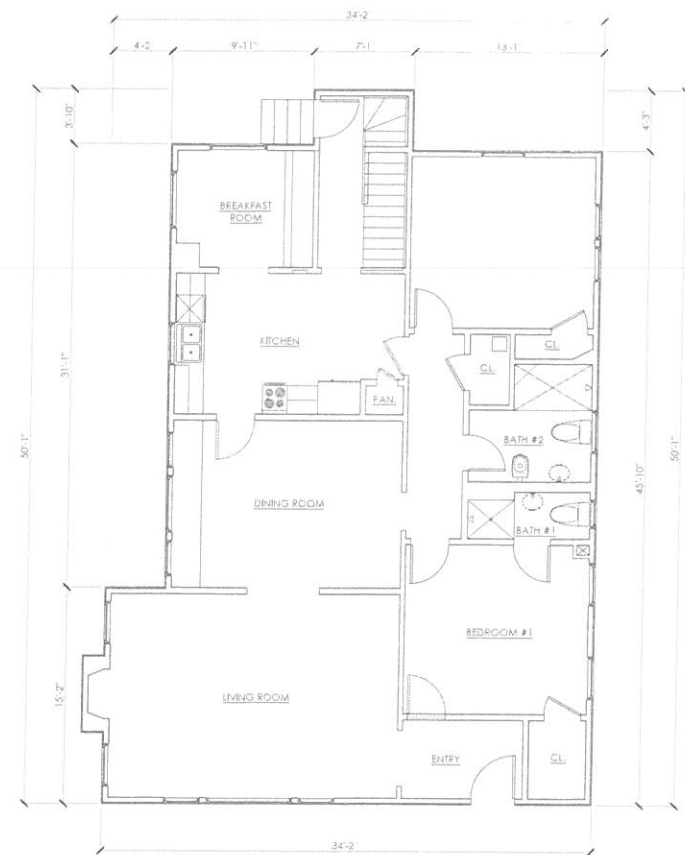 34'-2
4'-2
9'-11"
7'-1
13'-1
3'-10"
4'-3"
BREAKFAST
ROOM
KITCHEN
CL.
CL.
PAN.
31'-1"
BATH #2
50'-1"
50'-1"
45'-10"
DINING ROOM
BATH #1
BEDROOM #1
15'-2"
LIVING ROOM
ENTRY
CL.
34'-2